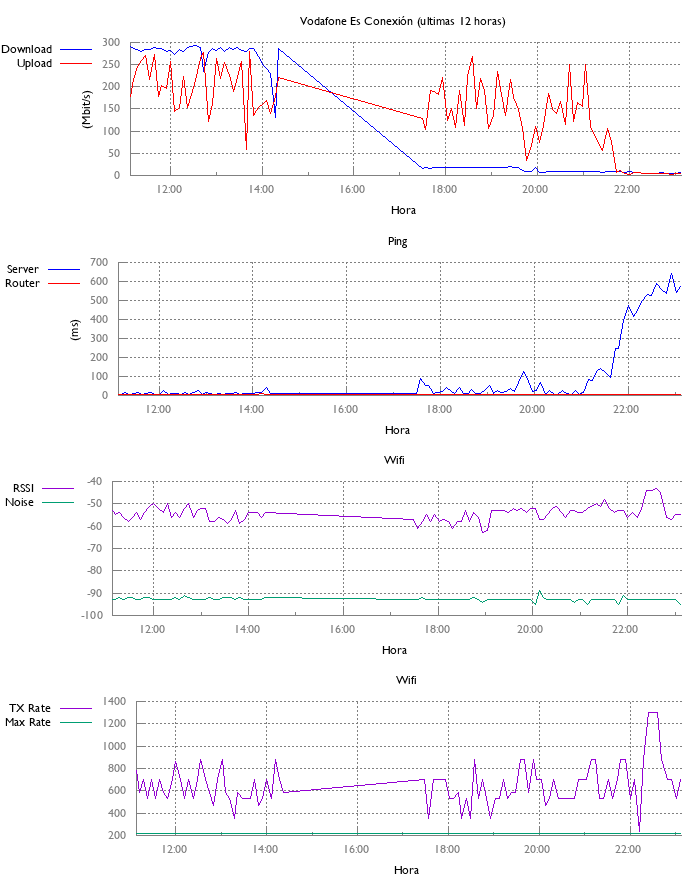 Vodafone Es Conexión (ultimas 12 horas)
Download
Upload
(Mbit/s)
300
250
200
150
100
50
0
12:00 14:00 16:00 18:00 20:00 22:00
Hora
Ping
Server
Router
(ms)
700
600
500
400
300
200
100
0
12:00 14:00 16:00 18:00 20:00 22:00
Hora
Wifi
RSSI
Noise
-40
-50
-60
-70
-80
-90
-100
12:00 14:00 16:00 18:00 20:00 22:00
Hora
Wifi
TX Rate
Max Rate
1400
1200
1000
800
600
400
200
12:00 14:00 16:00 18:00 20:00 22:00
Hora